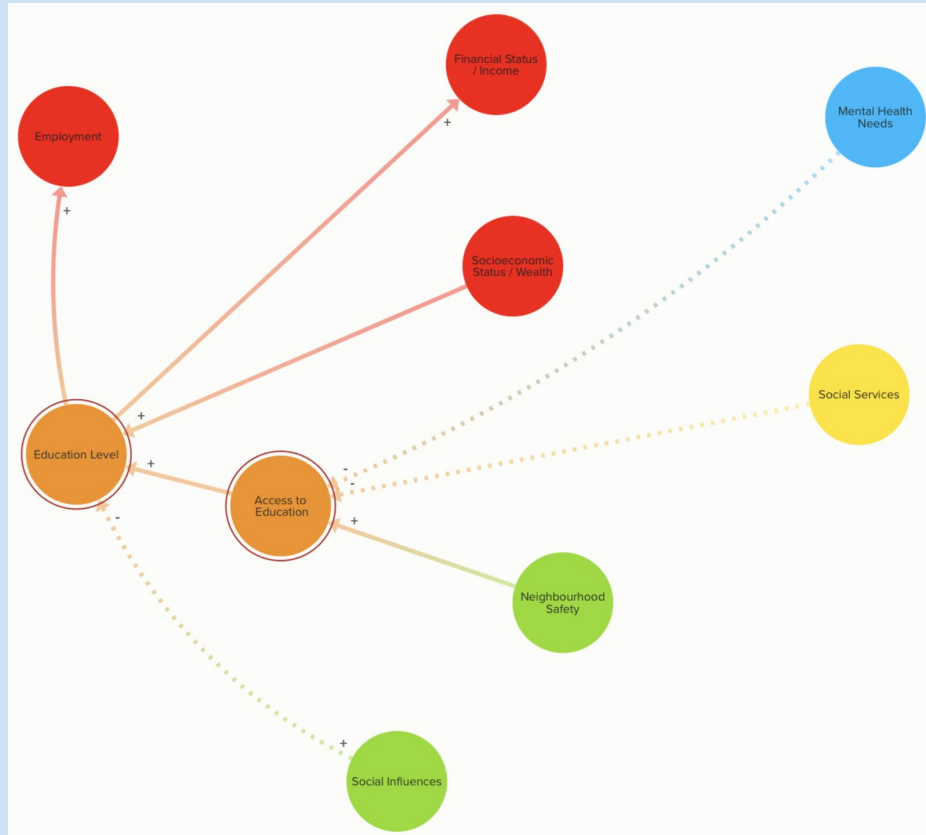 Financial Status
/ Income
+
Mental Health
Needs
Employment
+
Socioeconomic
Status / Wealth
Social Services
+
Education Level
+
-
-
Access to
Education
-
+
Neighbourhood
Safety
+
Social Influences